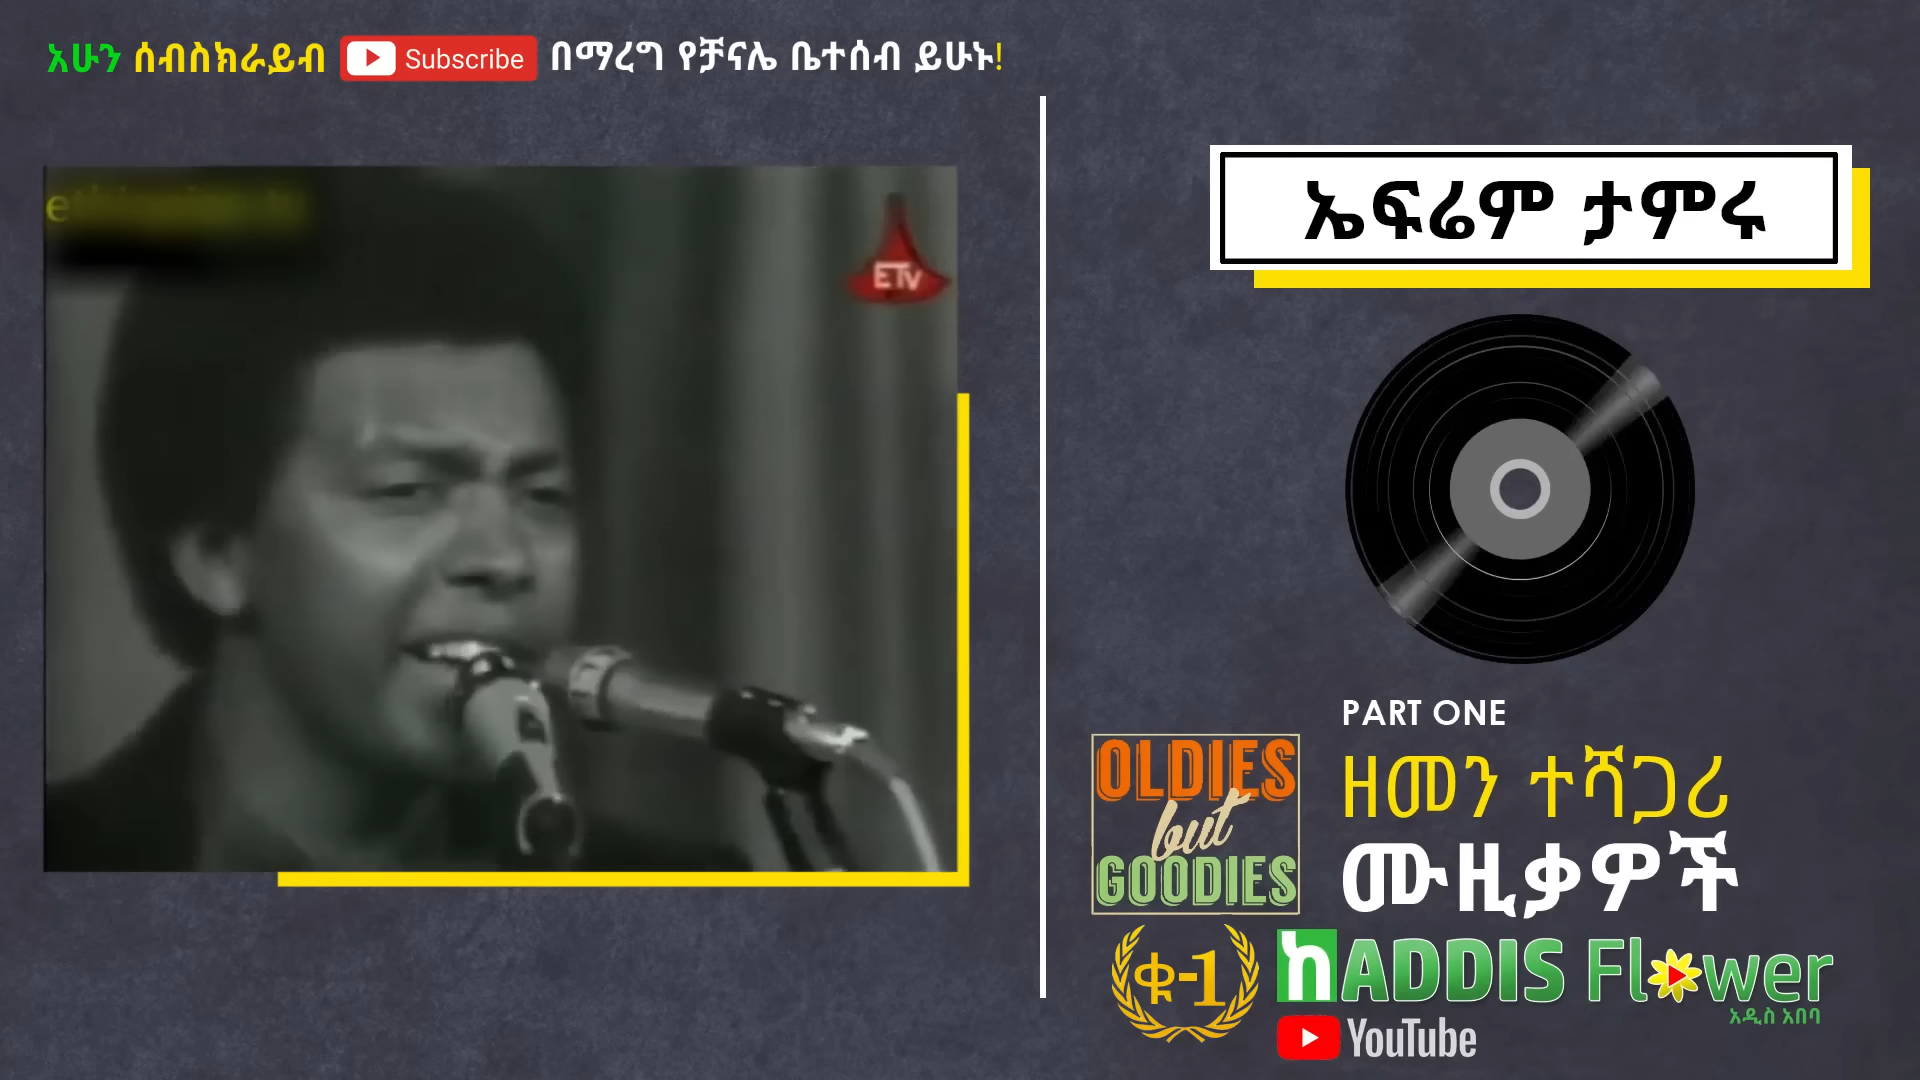 አሁን ሰብስክራይብ Subscribe በማረግ የቻናሌ ቤተሰብ ይሁኑ!
ETV
ኤፍሬም ታምሩ
PART ONE
ዘመን ተሻጋሪ
ሙዚቃዎች
OLDIES
but
GOODIES
ቁ-1
ከADDIS Flower
አዲስ አበባ
YouTube